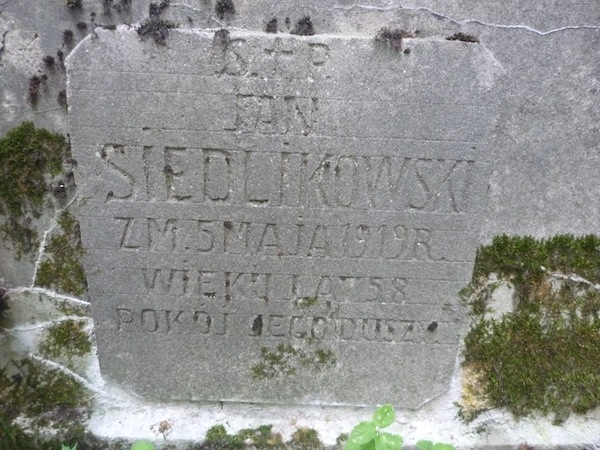 Ś.†P.
JAN
SIEDLIKOWSKI
ZM. 5 MAJA 1919 R.
WIEKU LAT 58
POKÓJ JEGO DUSZY